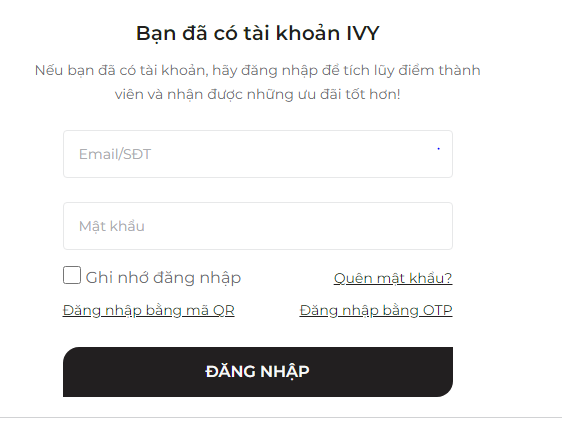 Bạn đã có tài khoản IVY
Nếu bạn đã có tài khoản, hãy đăng nhập để tích lũy điểm thành
viên và nhận được những ưu đãi tốt hơn!
Email/SĐT
Mật khẩu
Ghi nhớ đăng nhập Quên mật khẩu?
Đăng nhập bằng mã QR Đăng nhập bằng OTP
ĐĂNG NHẬP